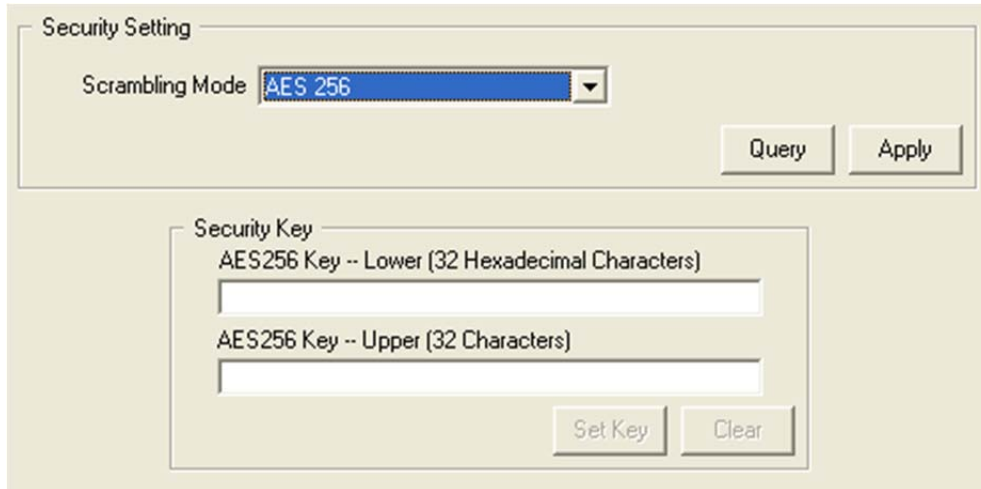 Security Setting
Scrambling Mode AES 256
Query Apply
Security Key
AES256 Key -- Lower (32 Hexadecimal Characters)
AES256 Key -- Upper (32 Characters)
Set Key Clear